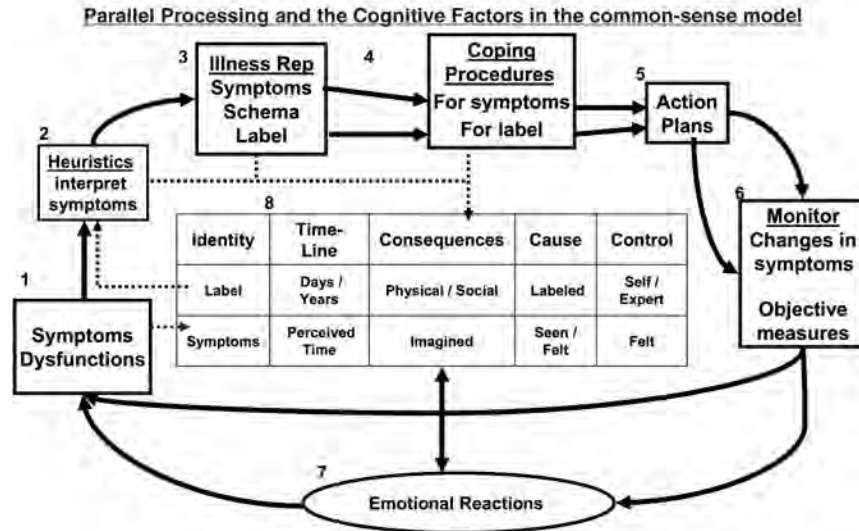 Parallel Processing and the Cognitive Factors in the common-sense model
3
Illness Rep
Symptoms
Schema
Label
4
Coping
Procedures
For symptoms
For label
5
Action
Plans
2
Heuristics
interpret
symptoms
6
Monitor
Changes in
symptoms
Objective
measures
8
Identity
Time-
Line
Consequences
Cause
Control
Label
Days /
Years
Physical / Social
Labeled
Self /
Expert
Symptoms
Perceived
Time
Imagined
Seen /
Felt
Felt
1
Symptoms
Dysfunctions
7
Emotional Reactions